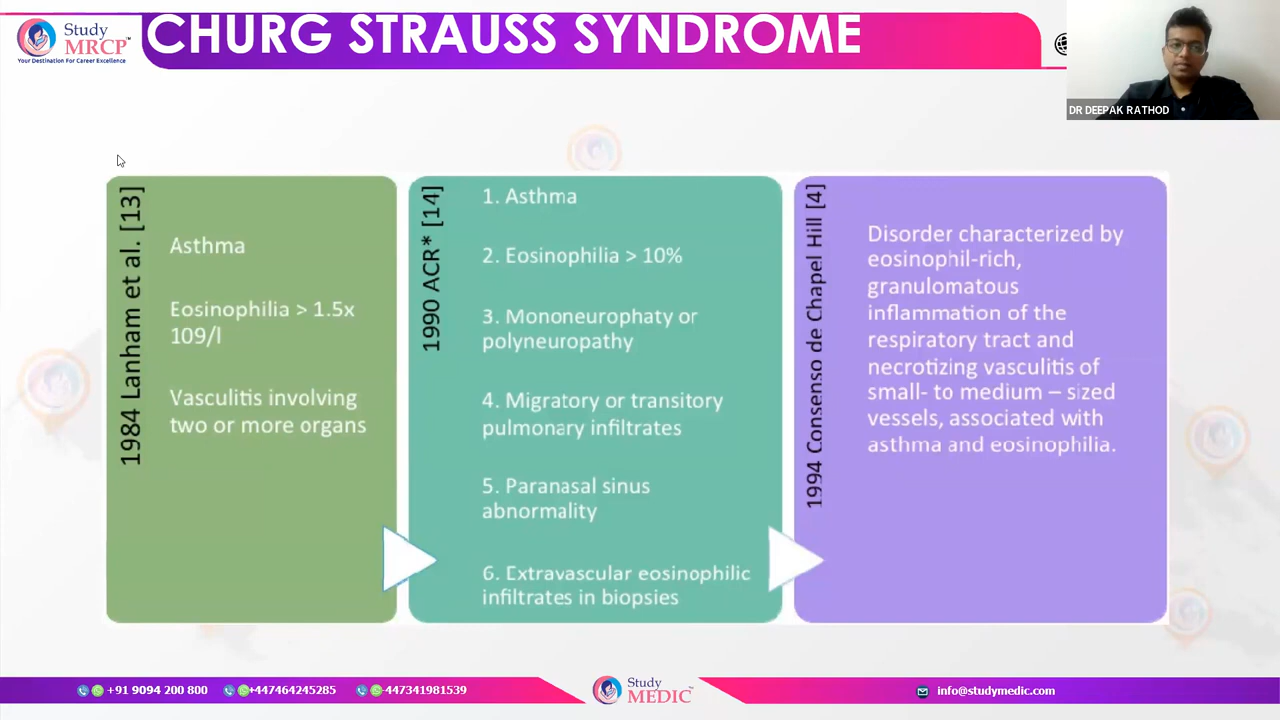 Study
MRCP™
Your Destination For Career Excellence
CHURG STRAUSS SYNDROME
DR DEEPAK RATHOD
1984 Lanham et al. [13]
Asthma
Eosinophilia > 1.5x
109/l
Vasculitis involving
two or more organs
1990 ACR* [14]
1. Asthma
2. Eosinophilia > 10%
3. Mononeurophaty or
polyneuropathy
4. Migratory or transitory
pulmonary infiltrates
5. Paranasal sinus
abnormality
6. Extravascular eosinophilic
infiltrates in biopsies
1994 Consenso de Chapel Hill [4]
Disorder characterized by
eosinophil-rich,
granulomatous
inflammation of the
respiratory tract and
necrotizing vasculitis of
small- to medium – sized
vessels, associated with
asthma and eosinophilia.
+91 9094 200 800
+447464245285
-447341981539
Study
MEDIC™
info@studymedic.com